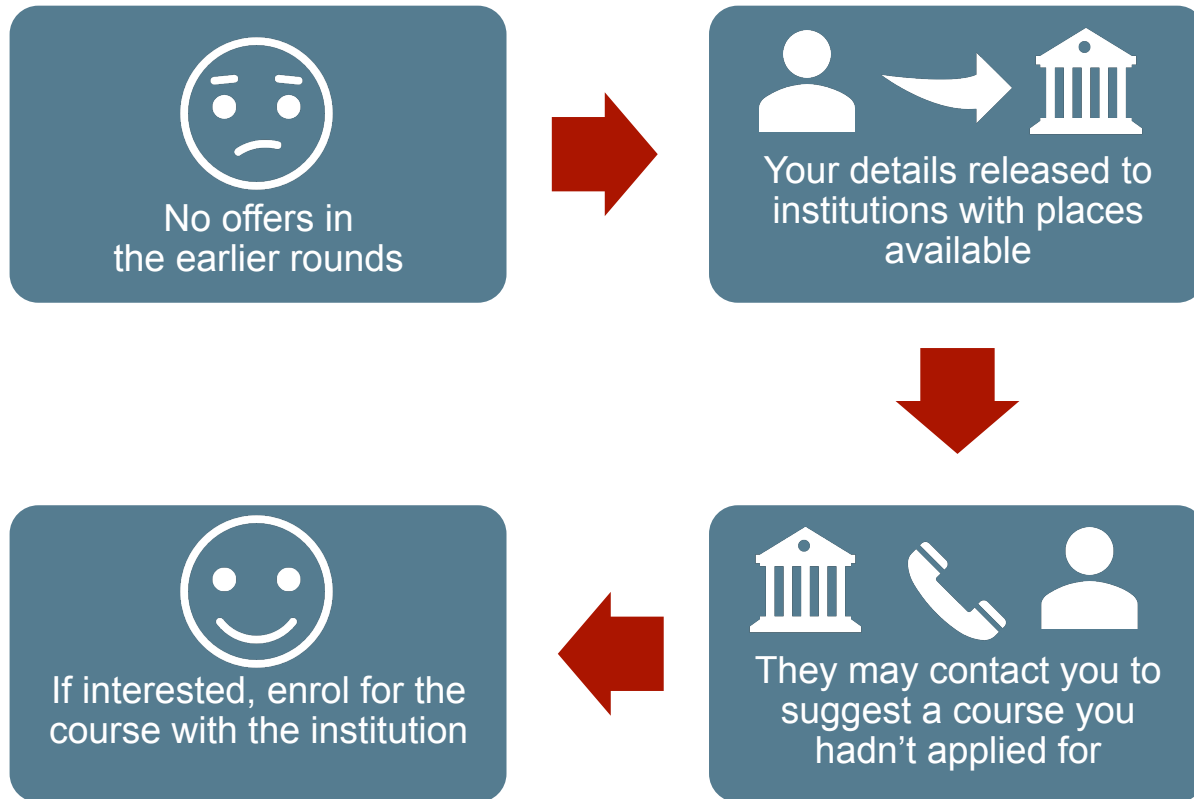 No offers in
the earlier rounds
Your details released to
institutions with places
available
They may contact you to
suggest a course you
hadn’t applied for
If interested, enrol for the
course with the institution